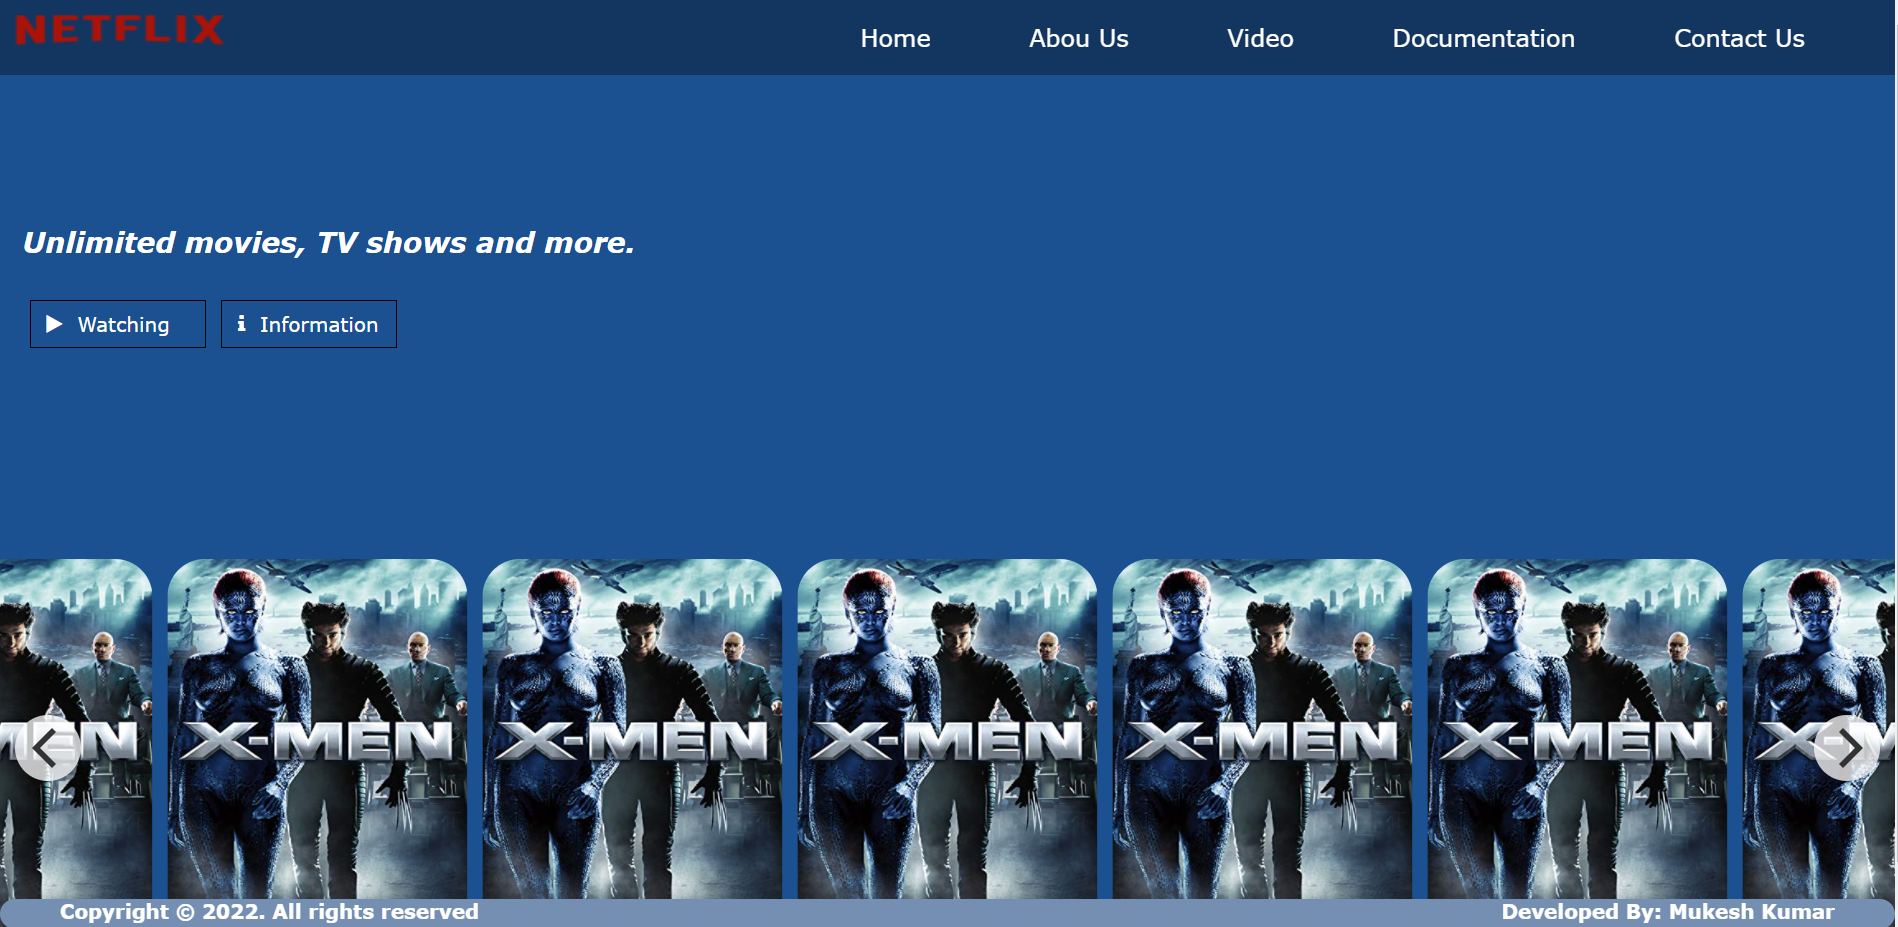 NETFLIX
Home Abou Us Video Documentation Contact Us
Unlimited movies, TV shows and more.
Watching Information
MEN X-MEN X-MEN X-MEN X-MEN X-MEN X-M
Copyright © 2022. All rights reserved Developed By: Mukesh Kumar